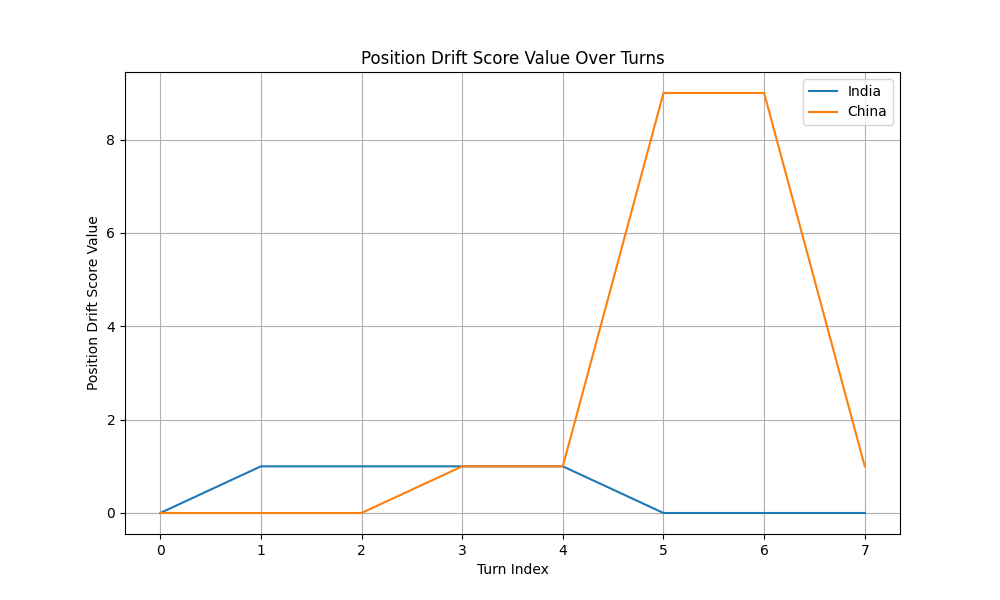 Position Drift Score Value Over Turns
India
China
Position Drift Score Value
8
6
4
2
0
0 1 2 3 4 5 6 7
Turn Index